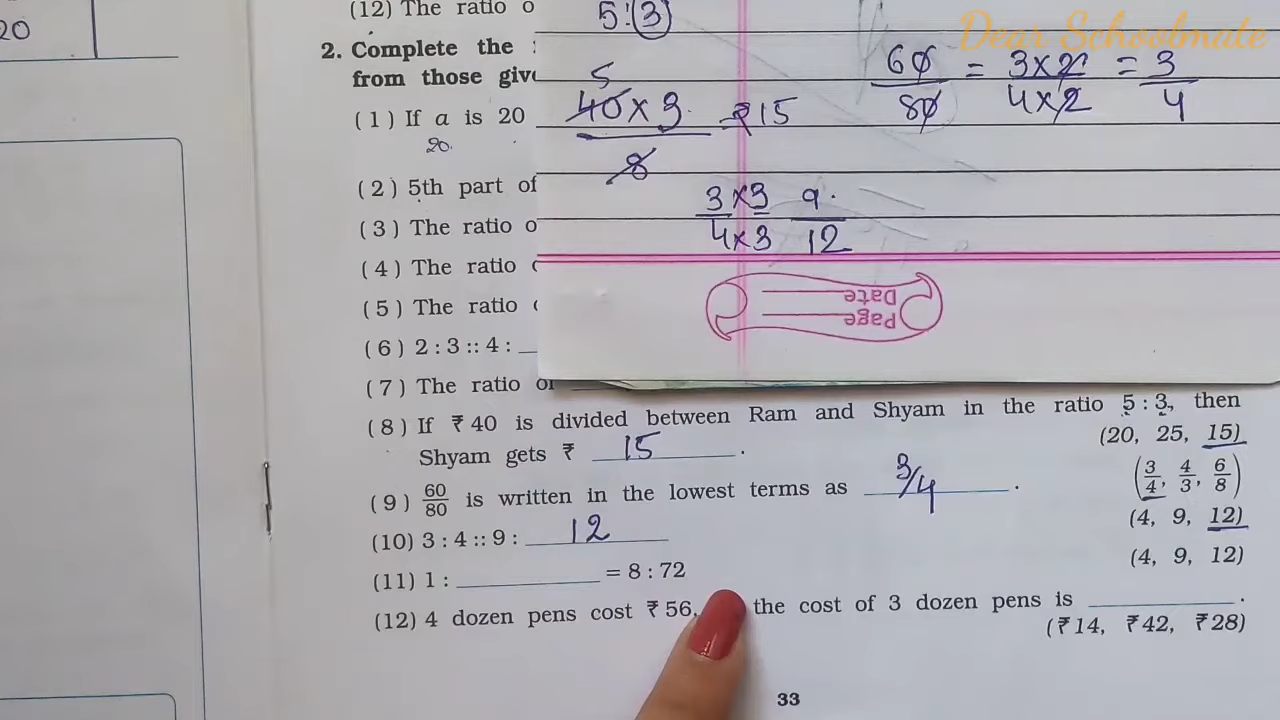 20
(12) The ratio o
5:3
Dear Schoolmate
2. Complete the
from those give
5
40 × 3 = ₹15
8
60/80 = 3×2/4×2 = 3/4
(1) If a is 20
20.
(2) 5th part of
3×3/4×3 9/12
(3) The ratio o
(4) The ratio
(5) The ratio
Page
Date
(6) 2 : 3 :: 4 : __
(7) The ratio of
(8) If ₹ 40 is divided between Ram and Shyam in the ratio 5 : 3, then
Shyam gets ₹ 15. (20, 25, 15)
(9) 60/80 is written in the lowest terms as 3/4. (3/4, 4/3, 6/8)
(10) 3 : 4 :: 9 : 12 (4, 9, 12)
(11) 1 : __________ = 8 : 72 (4, 9, 12)
(12) 4 dozen pens cost ₹ 56, the cost of 3 dozen pens is __________.
(₹14, ₹42, ₹28)
33